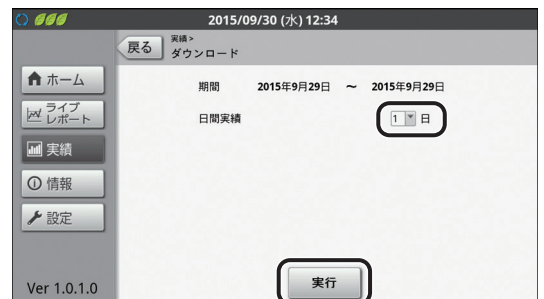 2015/09/30 (水) 12:34
戻る
実績>
ダウンロード
ホーム
ライブ
レポート
実績
情報
設定
Ver 1.0.1.0
期間 2015年9月29日 ~ 2015年9月29日
日間実績 1 日
実行